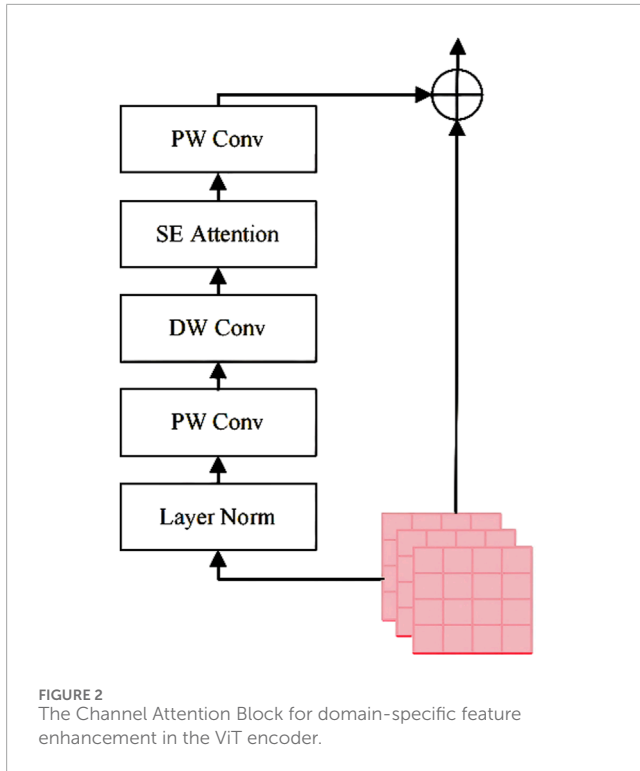 PW Conv
SE Attention
DW Conv
PW Conv
Layer Norm
FIGURE 2
The Channel Attention Block for domain-specific feature
enhancement in the ViT encoder.